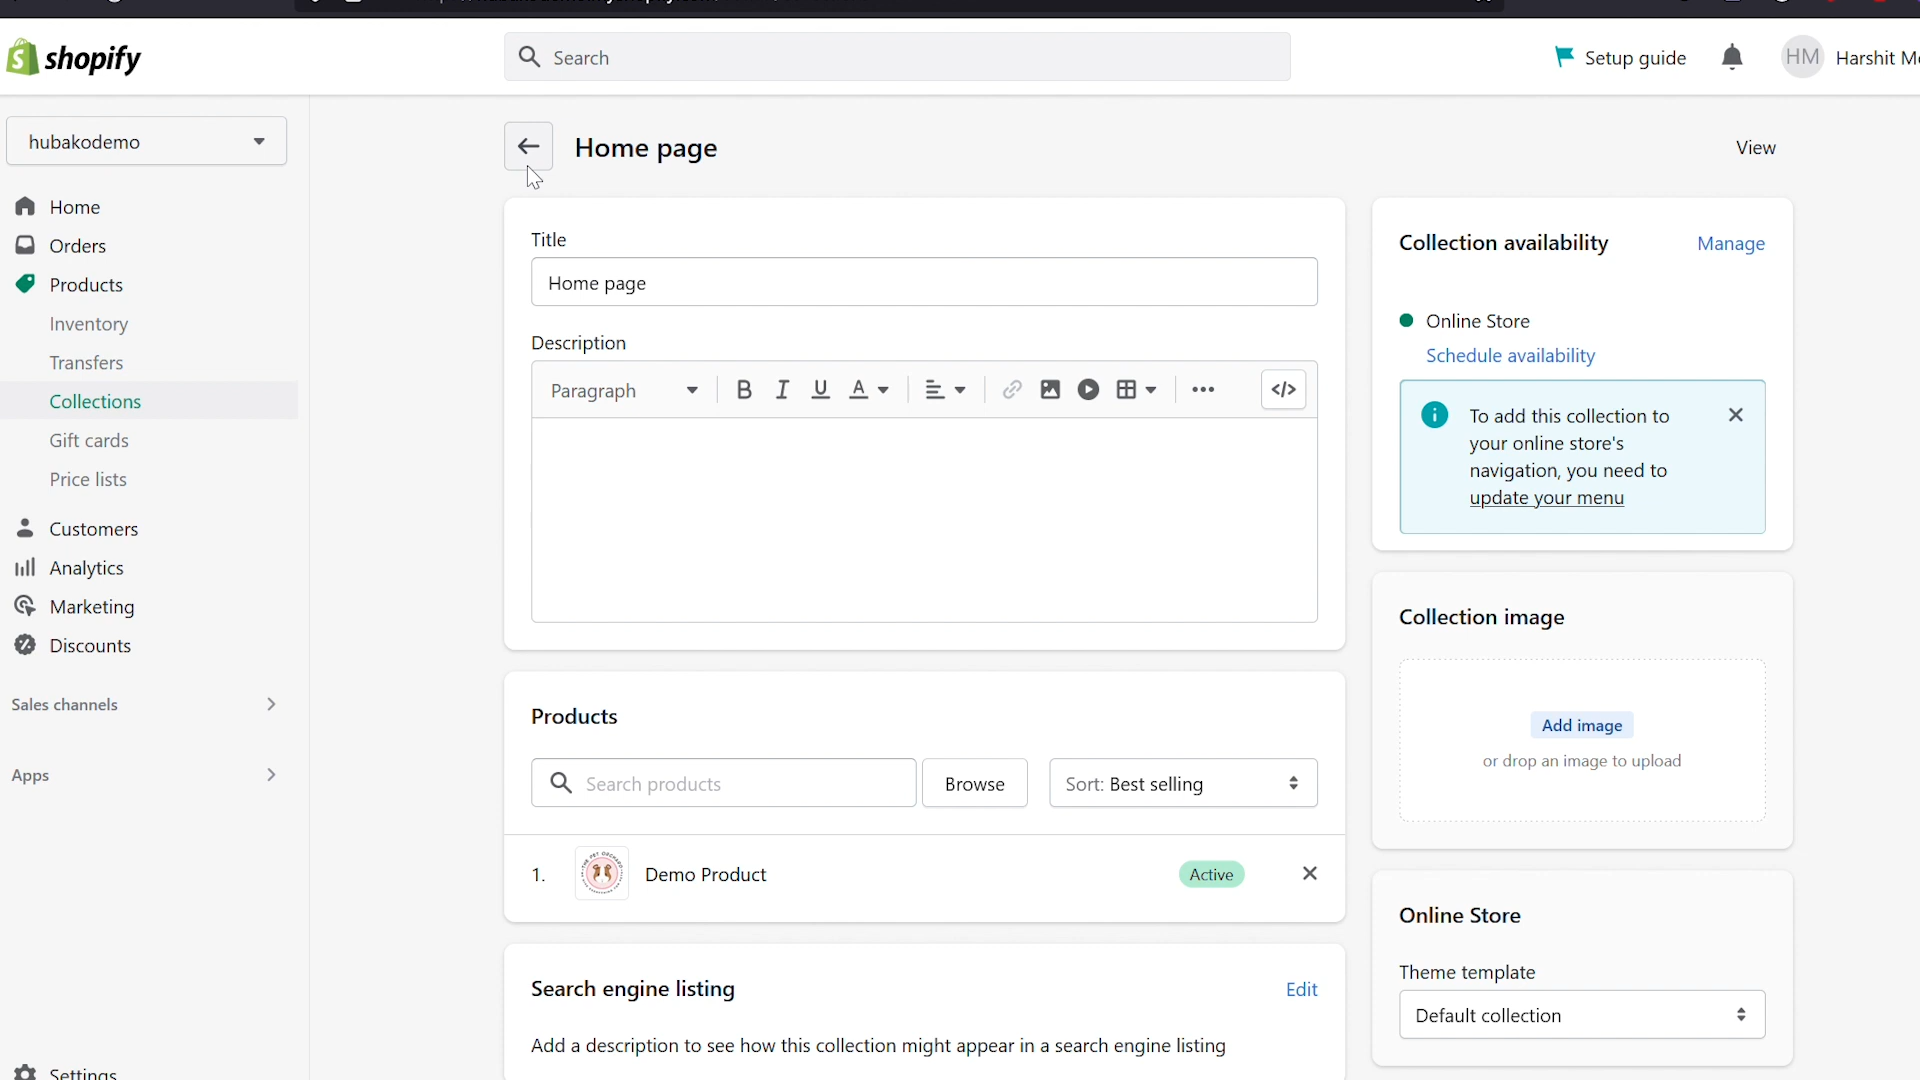 shopify
Search
Setup guide
HM
Harshit
hubakodemo
Home
Orders
Products
Inventory
Transfers
Collections
Gift cards
Price lists
Customers
Analytics
Marketing
Discounts
Sales channels
Apps
Settings
Home page
View
Title
Home page
Description
Paragraph
B I U A
</>
Products
Search products
Browse
Sort: Best selling
1.
Demo Product
Active
Search engine listing
Edit
Add a description to see how this collection might appear in a search engine listing
Collection availability
Manage
Online Store
Schedule availability
To add this collection to
your online store's
navigation, you need to
update your menu
Collection image
Add image
or drop an image to upload
Online Store
Theme template
Default collection